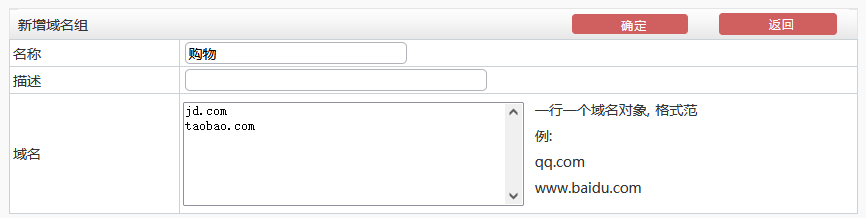 新增域名组
确定
返回
名称
购物
描述
域名
jd.com
taobao.com
一行一个域名对象, 格式范
例:
qq.com
www.baidu.com